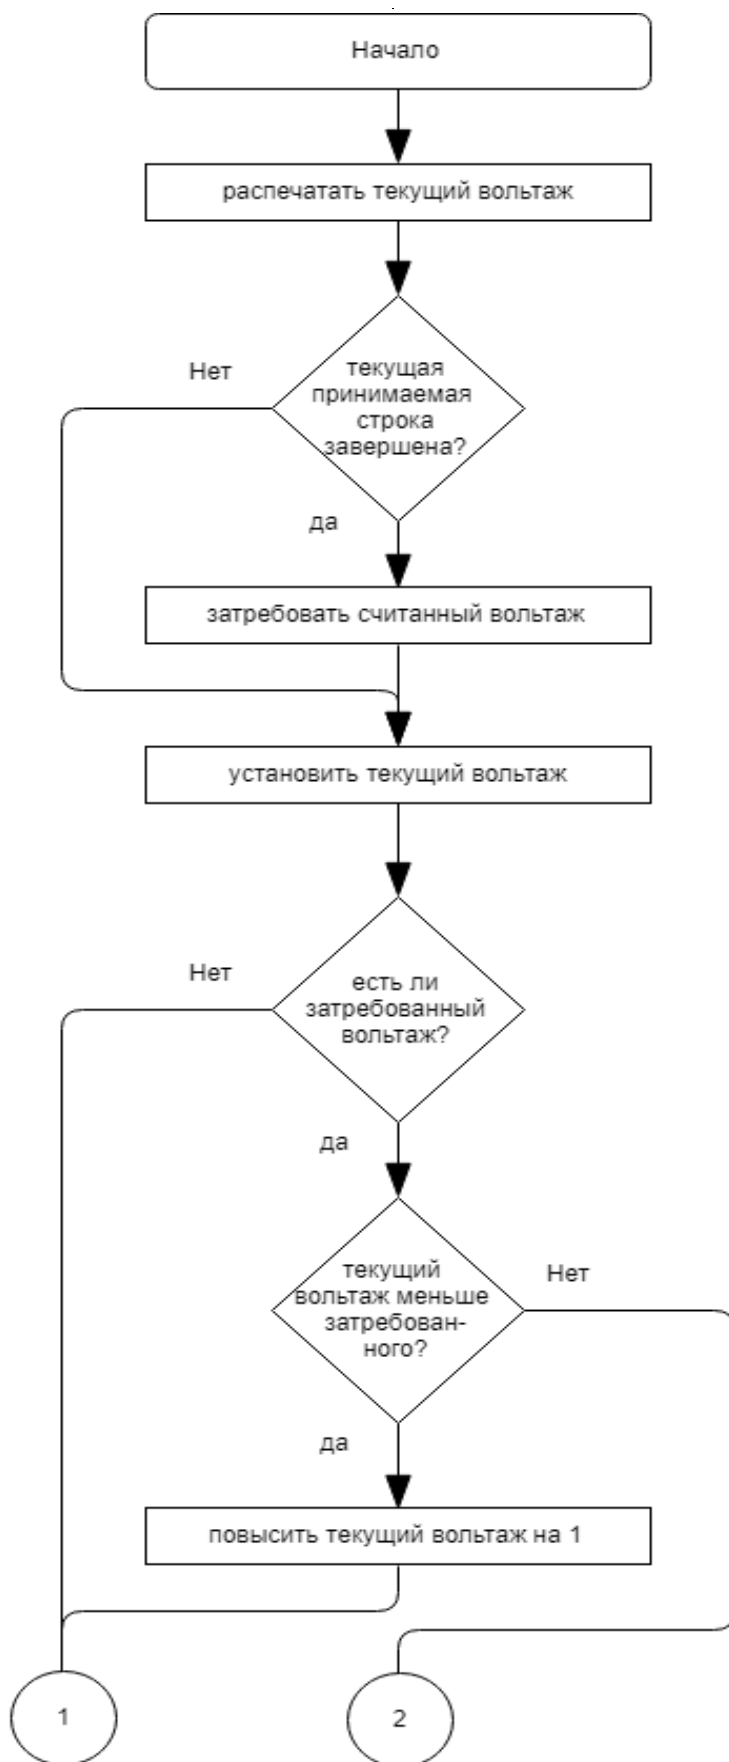 Начало
распечатать текущий вольтаж
Нет
текущая
принимаемая
строка
завершена?
да
затребовать считанный вольтаж
установить текущий вольтаж
Нет
есть ли
затребованный
вольтаж?
да
текущий
вольтаж меньше
затребован-
ного?
Нет
да
повысить текущий вольтаж на 1
1
2